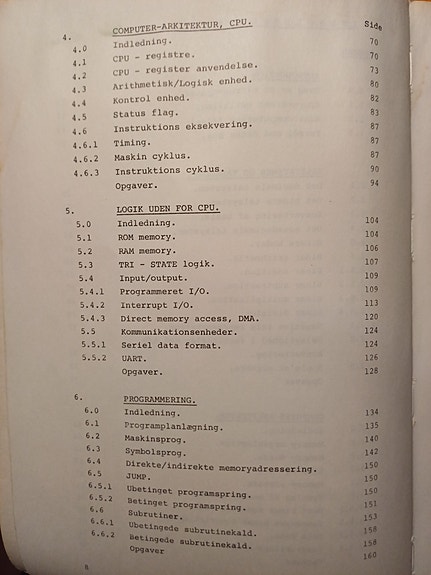 Side
4. COMPUTER-ARKITEKTUR, CPU.
4.0 Indledning. 70
4.1 CPU - registre. 70
4.2 CPU - register anvendelse. 73
4.3 Arithmetisk/Logisk enhed. 80
4.4 Kontrol enhed. 82
4.5 Status flag. 83
4.6 Instruktions eksekvering. 87
4.6.1 Timing. 87
4.6.2 Maskin cyklus. 87
4.6.3 Instruktions cyklus. 90
Opgaver. 94
5. LOGIK UDEN FOR CPU.
5.0 Indledning. 104
5.1 ROM memory. 104
5.2 RAM memory. 106
5.3 TRI - STATE logik. 107
5.4 Input/output. 109
5.4.1 Programmeret I/O. 109
5.4.2 Interrupt I/O. 113
5.4.3 Direct memory access, DMA. 120
5.5 Kommunikationsenheder. 124
5.5.1 Seriel data format. 124
5.5.2 UART. 126
Opgaver. 128
6. PROGRAMMERING.
6.0 Indledning. 134
6.1 Programplanlægning. 135
6.2 Maskinsprog. 140
6.3 Symbolsprog. 142
6.4 Direkte/indirekte memoryadressering. 150
6.5 JUMP. 150
6.5.1 Ubetinget programspring. 150
6.5.2 Betinget programspring. 151
6.6 Subrutiner. 153
6.6.1 Ubetingede subrutinekald. 158
6.6.2 Betingede subrutinekald. 158
Opgaver 160
8